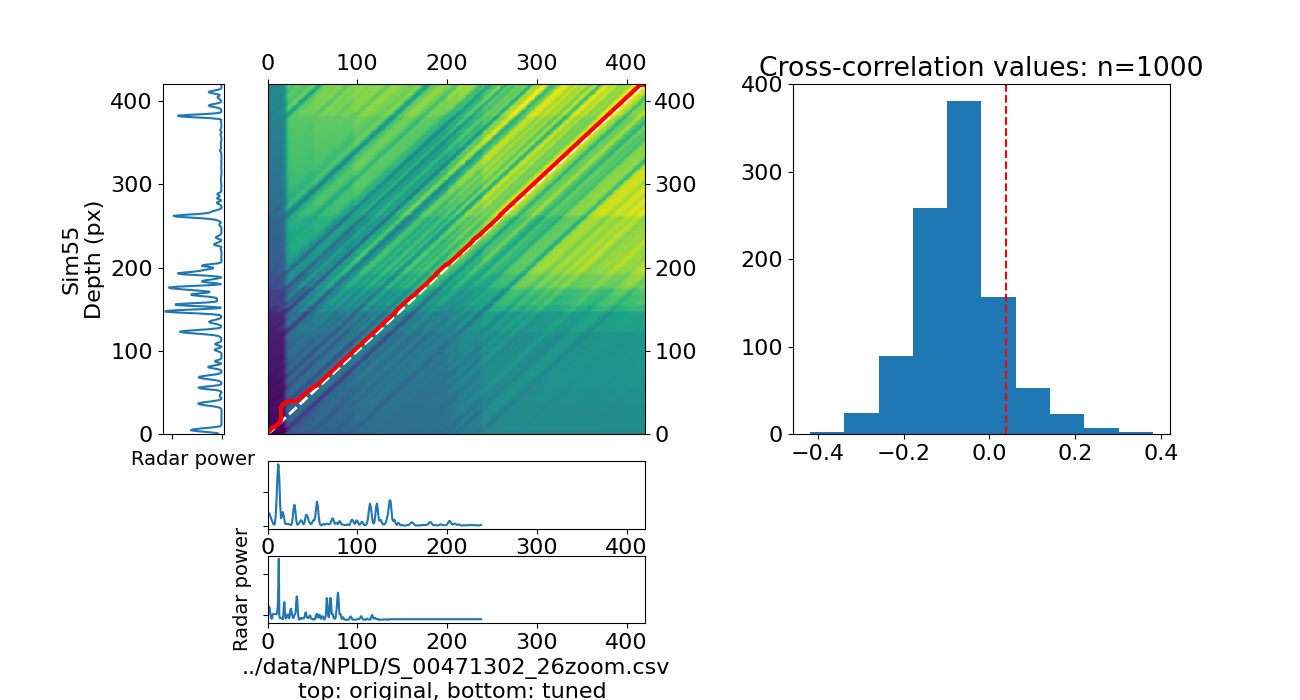 0 100 200 300 400
Cross-correlation values: n=1000
400
300
200
100
0
Sim55
Depth (px)
Radar power
400
300
200
100
0
400
300
200
100
0
−0.4 −0.2 0.0 0.2 0.4
0 100 200 300 400
Radar power
0 100 200 300 400
../data/NPLD/S_00471302_26zoom.csv
top: original, bottom: tuned